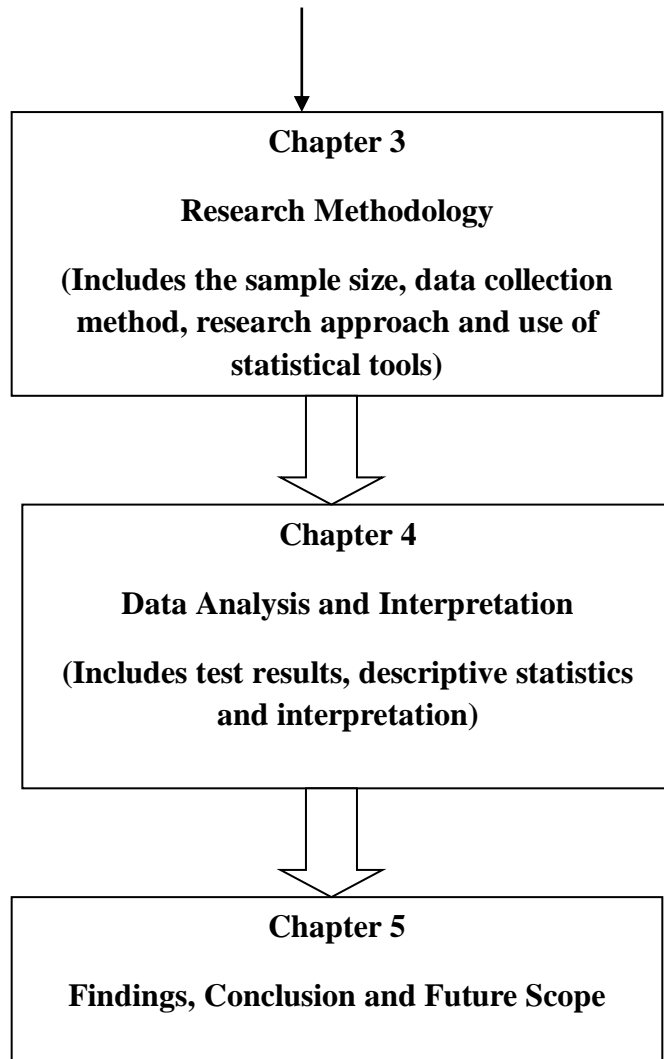 Chapter 3
Research Methodology
(Includes the sample size, data collection
method, research approach and use of
statistical tools)
Chapter 4
Data Analysis and Interpretation
(Includes test results, descriptive statistics
and interpretation)
Chapter 5
Findings, Conclusion and Future Scope